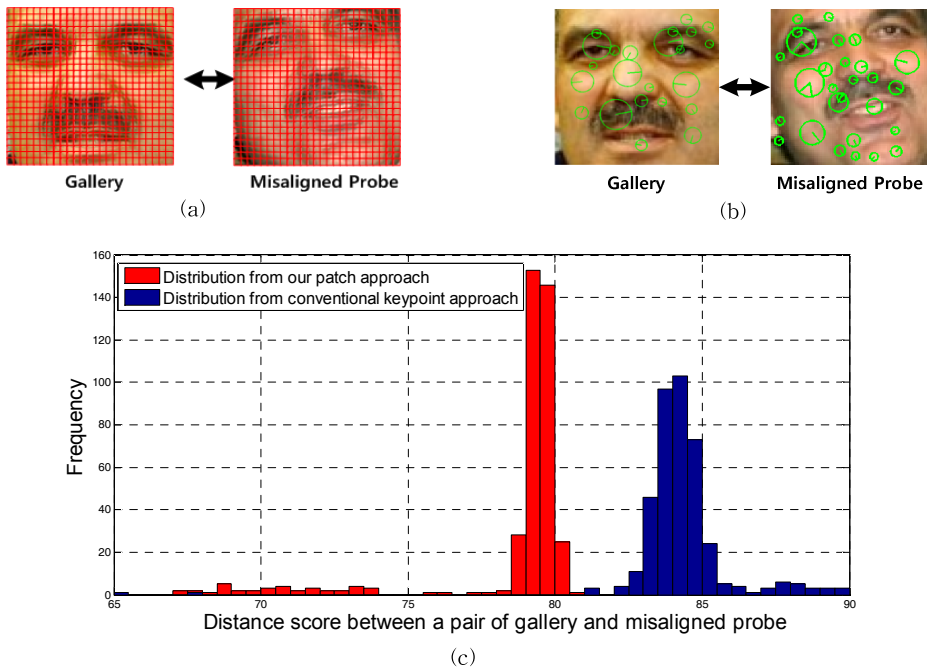 Gallery
Misaligned Probe
(a)
Gallery
Misaligned Probe
(b)
160
140
120
100
80
60
40
20
0
Frequency
Distribution from our patch approach
Distribution from conventional keypoint approach
65 70 75 80 85 90
Distance score between a pair of gallery and misaligned probe
(c)